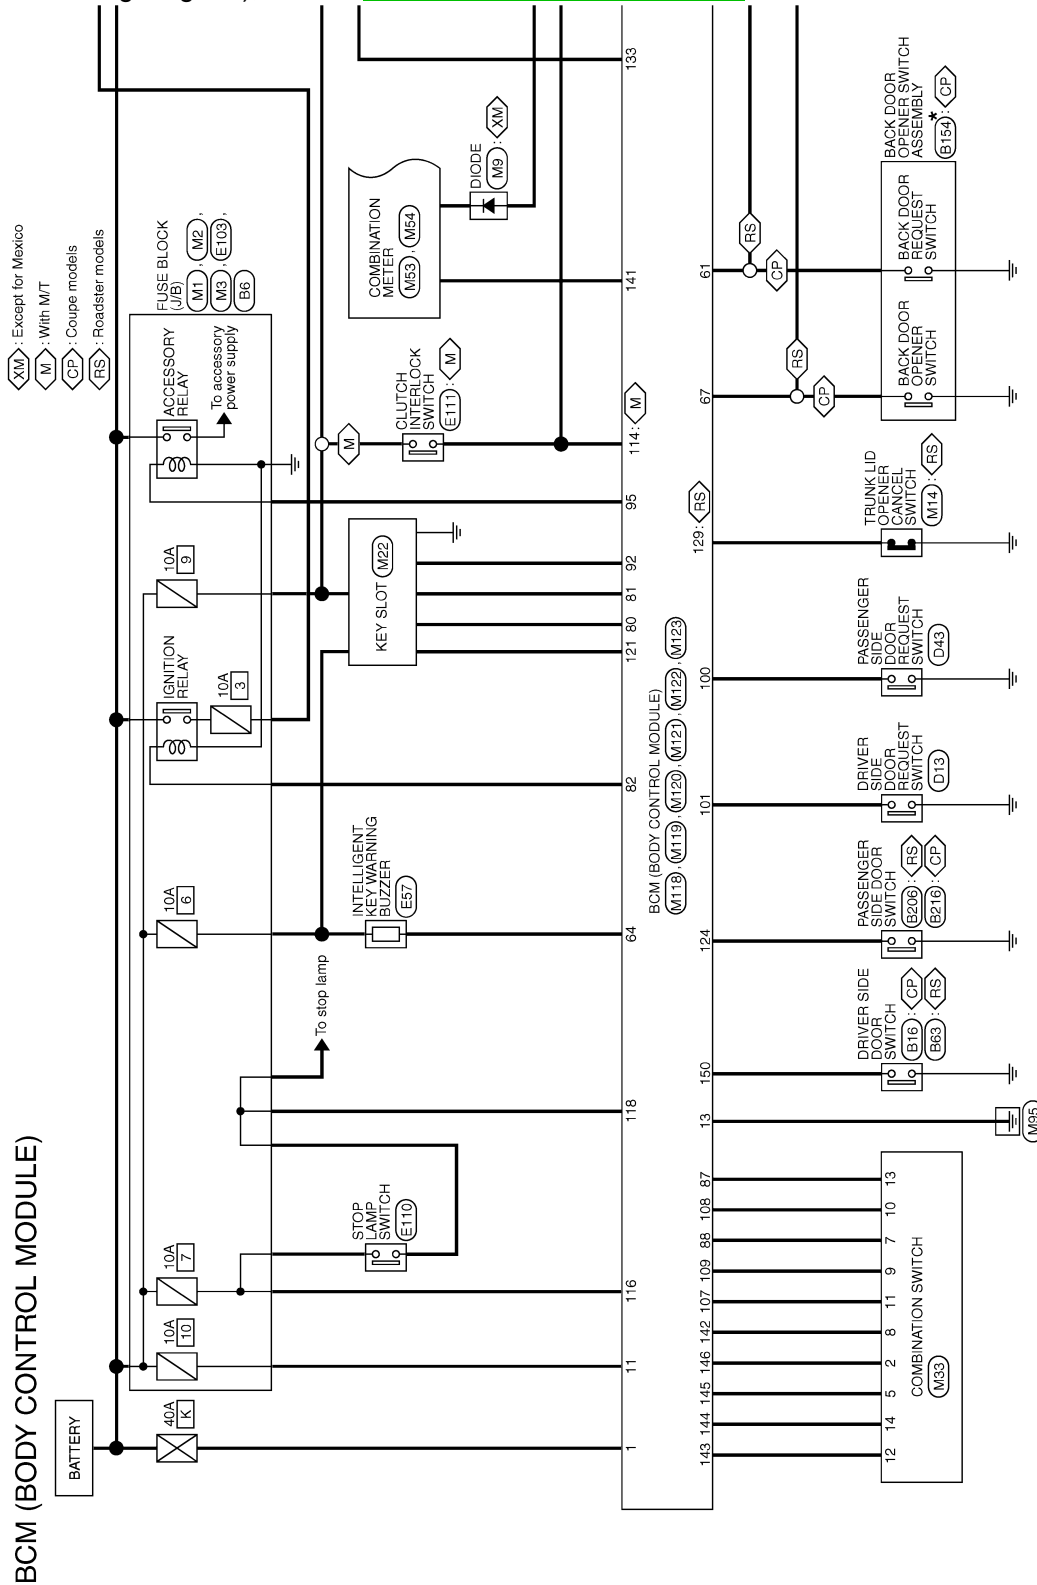 BCM (BODY CONTROL MODULE)
XM : Except for Mexico
M : With M/T
CP : Coupe models
RS : Roadster models
BATTERY
40A
K
10A
10
10A
7
10A
6
IGNITION
RELAY
10A
3
10A
9
ACCESSORY
RELAY
To accessory
power supply
FUSE BLOCK
(J/B)
M1 , M2 ,
M3 , E103 ,
B6
STOP
LAMP
SWITCH
E110
To stop lamp
INTELLIGENT
KEY WARNING
BUZZER
E57
KEY SLOT M22
M
CLUTCH
INTERLOCK
SWITCH
E111 : M
COMBINATION
METER
M53 , M54
DIODE
M9 : XM
1
11
116
118
64
82
121
80
81
92
95
114: M
141
133
BCM (BODY CONTROL MODULE)
M118 , M119 , M120 , M121 , M122 , M123
143
144
145
146
142
107
109
88
108
87
13
150
124
101
100
129: RS
67
61
12
14
5
2
8
11
9
7
10
13
COMBINATION SWITCH
M33
M95
DRIVER SIDE
DOOR
SWITCH
B16 : CP
B63 : RS
PASSENGER
SIDE DOOR
SWITCH
B206 : RS
B216 : CP
DRIVER
SIDE
DOOR
REQUEST
SWITCH
D13
PASSENGER
SIDE
DOOR
REQUEST
SWITCH
D43
TRUNK LID
OPENER
CANCEL
SWITCH
M14 : RS
RS
CP
RS
CP
BACK DOOR
OPENER
SWITCH
BACK DOOR
REQUEST
SWITCH
BACK DOOR
OPENER SWITCH
ASSEMBLY
B154 * : CP